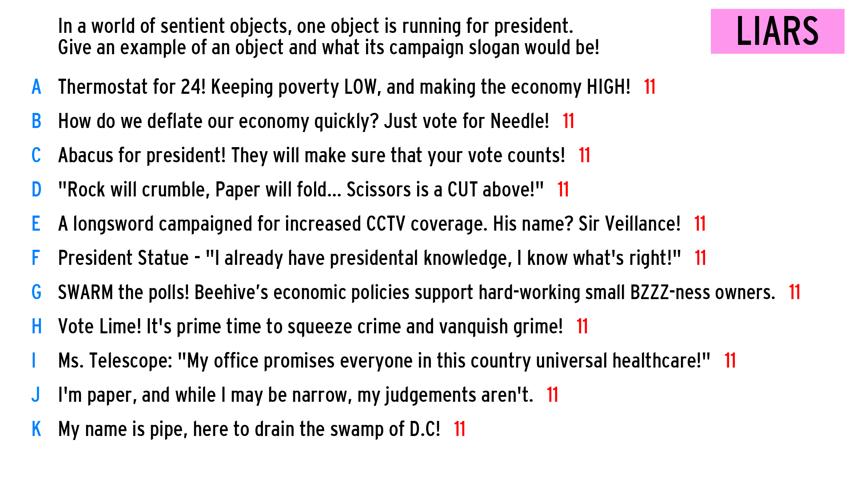 In a world of sentient objects, one object is running for president.
Give an example of an object and what its campaign slogan would be!
LIARS
A Thermostat for 24! Keeping poverty LOW, and making the economy HIGH! 11
B How do we deflate our economy quickly? Just vote for Needle! 11
C Abacus for president! They will make sure that your vote counts! 11
D "Rock will crumble, Paper will fold... Scissors is a CUT above!" 11
E A longsword campaigned for increased CCTV coverage. His name? Sir Veillance! 11
F President Statue - "I already have presidental knowledge, I know what's right!" 11
G SWARM the polls! Beehive’s economic policies support hard-working small BZZZ-ness owners. 11
H Vote Lime! It's prime time to squeeze crime and vanquish grime! 11
I Ms. Telescope: "My office promises everyone in this country universal healthcare!" 11
J I'm paper, and while I may be narrow, my judgements aren't. 11
K My name is pipe, here to drain the swamp of D.C! 11